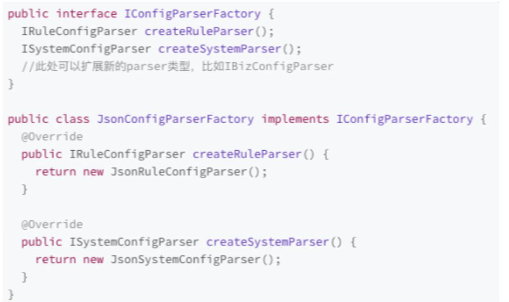 public interface IConfigParserFactory {
  IRuleConfigParser createRuleParser();
  ISystemConfigParser createSystemParser();
  //此处可以扩展新的parser类型，比如IBizConfigParser
}

public class JsonConfigParserFactory implements IConfigParserFactory {
  @Override
  public IRuleConfigParser createRuleParser() {
    return new JsonRuleConfigParser();
  }

  @Override
  public ISystemConfigParser createSystemParser() {
    return new JsonSystemConfigParser();
  }
}